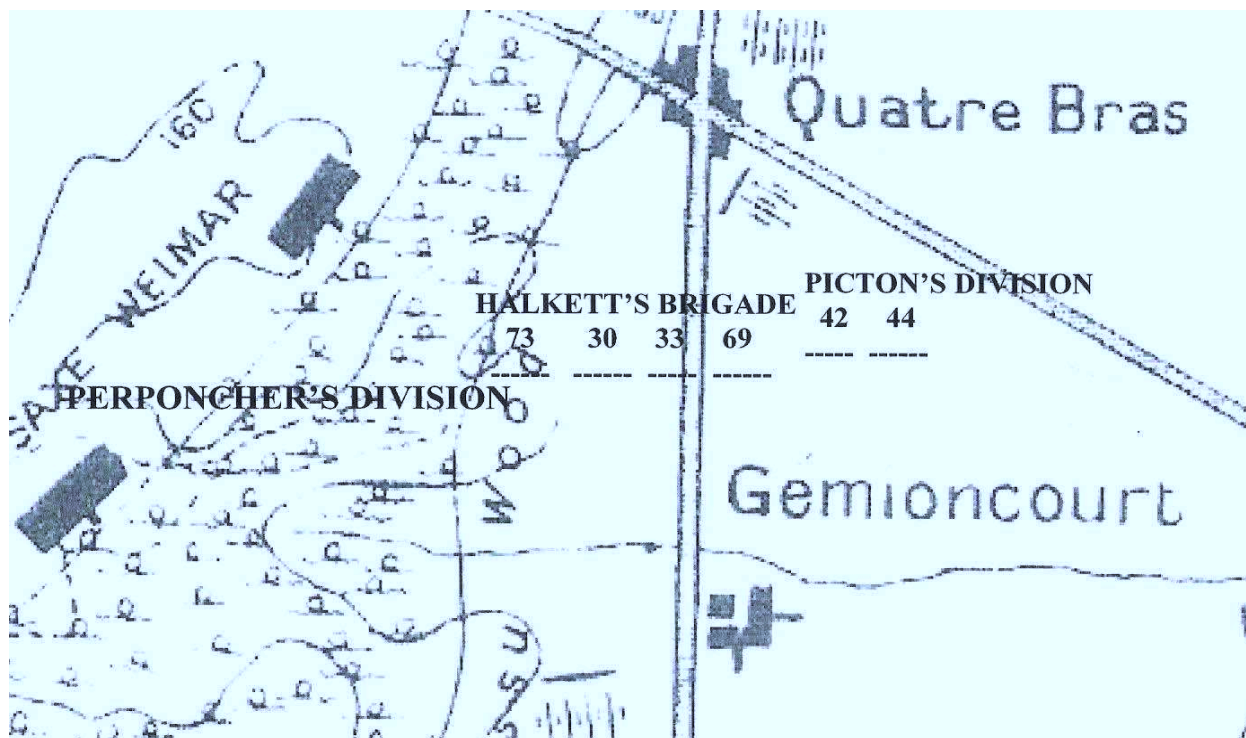 Quatre Bras
160
SAXE WEIMAR
PICTON'S DIVISION
42 44
HALKETT'S BRIGADE
73 30 33 69
PERPONCHER'S DIVISION
WOOD
Gemioncourt